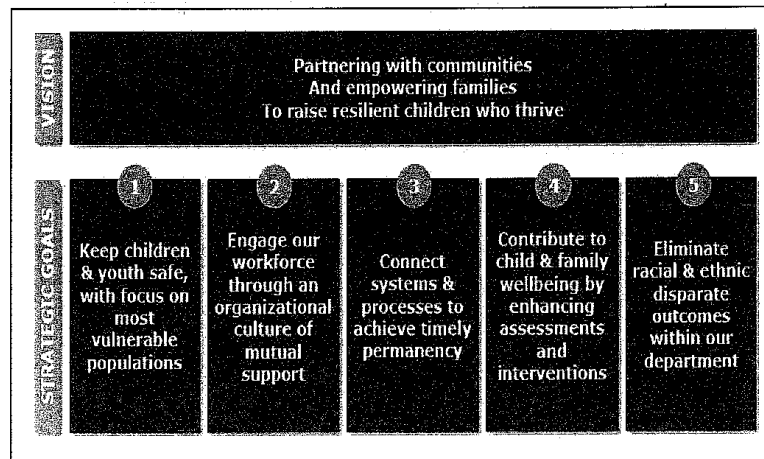 VISION
Partnering with communities
And empowering families
To raise resilient children who thrive
STRATEGIC GOALS
1
Keep children
& youth safe,
with focus on
most
vulnerable
populations
2
Engage our
workforce
through an
organizational
culture of
mutual
support
3
Connect
systems &
processes to
achieve timely
permanency
4
Contribute to
child & family
wellbeing by
enhancing
assessments
and
interventions
5
Eliminate
racial & ethnic
disparate
outcomes
within our
department